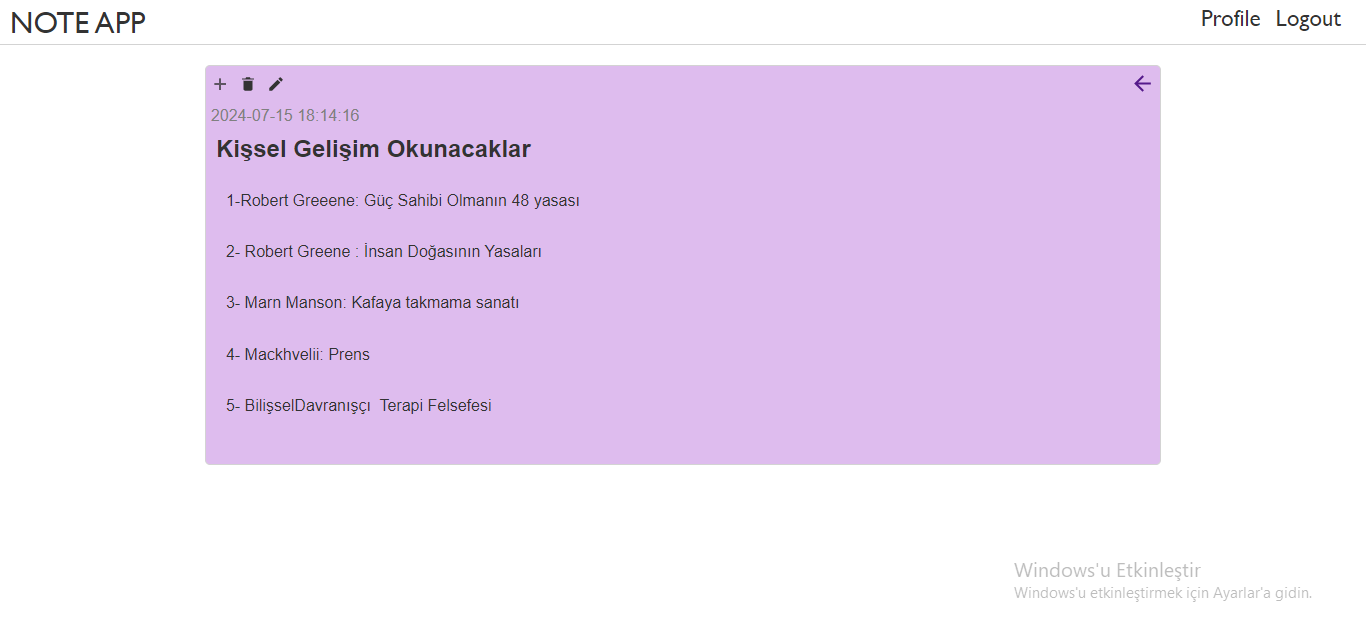 NOTE APP
Profile Logout
2024-07-15 18:14:16
Kişsel Gelişim Okunacaklar
1-Robert Greeene: Güç Sahibi Olmanın 48 yasası
2- Robert Greene : İnsan Doğasının Yasaları
3- Marn Manson: Kafaya takmama sanatı
4- Mackhvelii: Prens
5- BilişselDavranışçı  Terapi Felsefesi
Windows'u Etkinleştir
Windows'u etkinleştirmek için Ayarlar'a gidin.